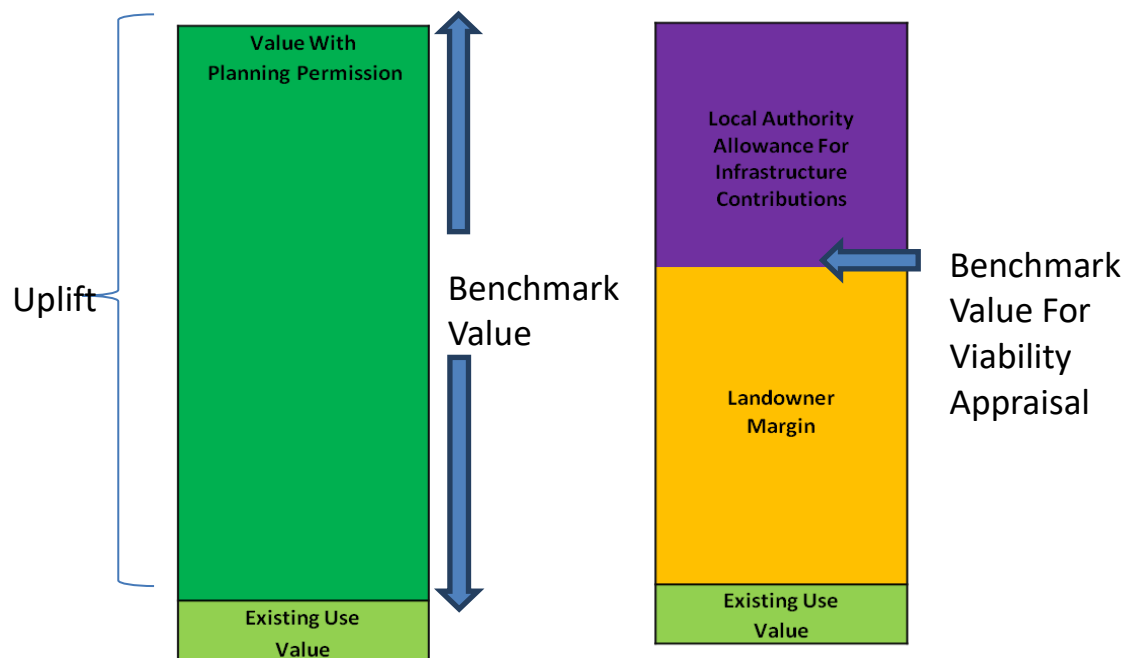 Value With
Planning Permission
Uplift
Benchmark
Value
Existing Use
Value
Local Authority
Allowance For
Infrastructure
Contributions
Landowner
Margin
Existing Use
Value
Benchmark
Value For
Viability
Appraisal